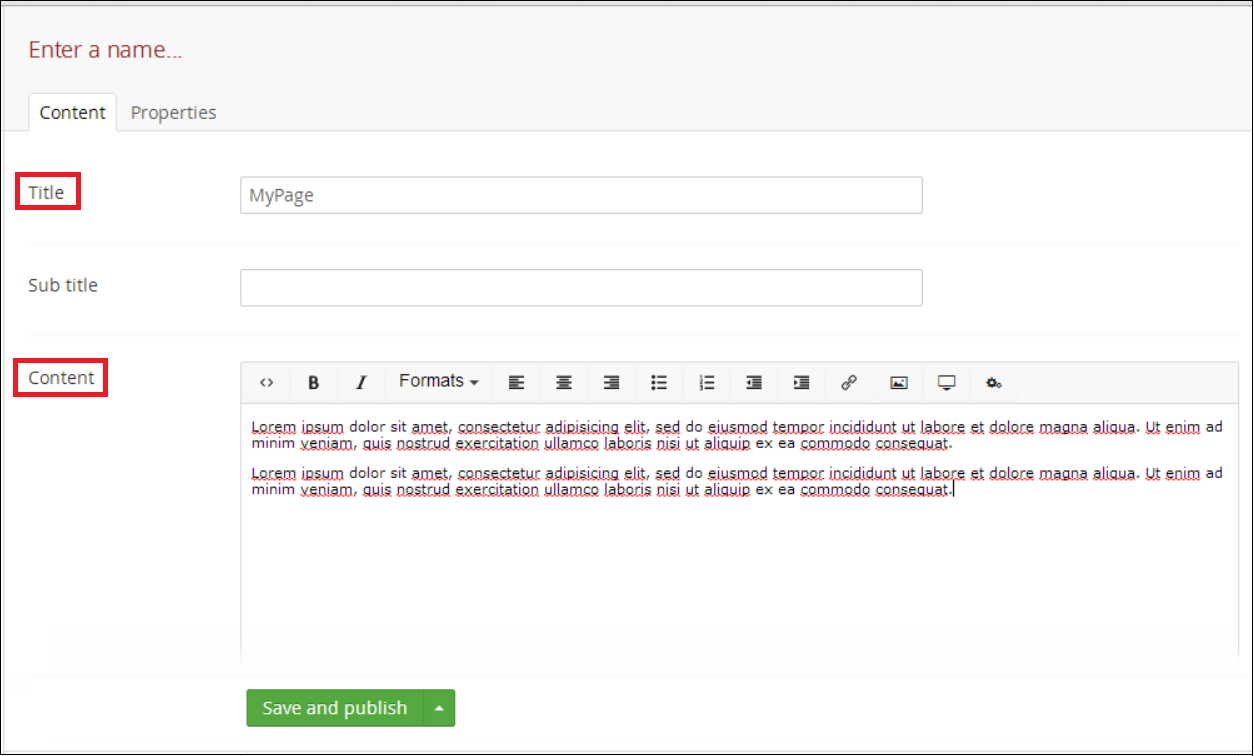 Enter a name...
Content Properties
Title MyPage
Sub title
Content Formats
Lorem ipsum dolor sit amet, consectetur adipisicing elit, sed do eiusmod tempor incididunt ut labore et dolore magna aliqua. Ut enim ad
minim veniam, quis nostrud exercitation ullamco laboris nisi ut aliquip ex ea commodo consequat.
Lorem ipsum dolor sit amet, consectetur adipisicing elit, sed do eiusmod tempor incididunt ut labore et dolore magna aliqua. Ut enim ad
minim veniam, quis nostrud exercitation ullamco laboris nisi ut aliquip ex ea commodo consequat.
Save and publish